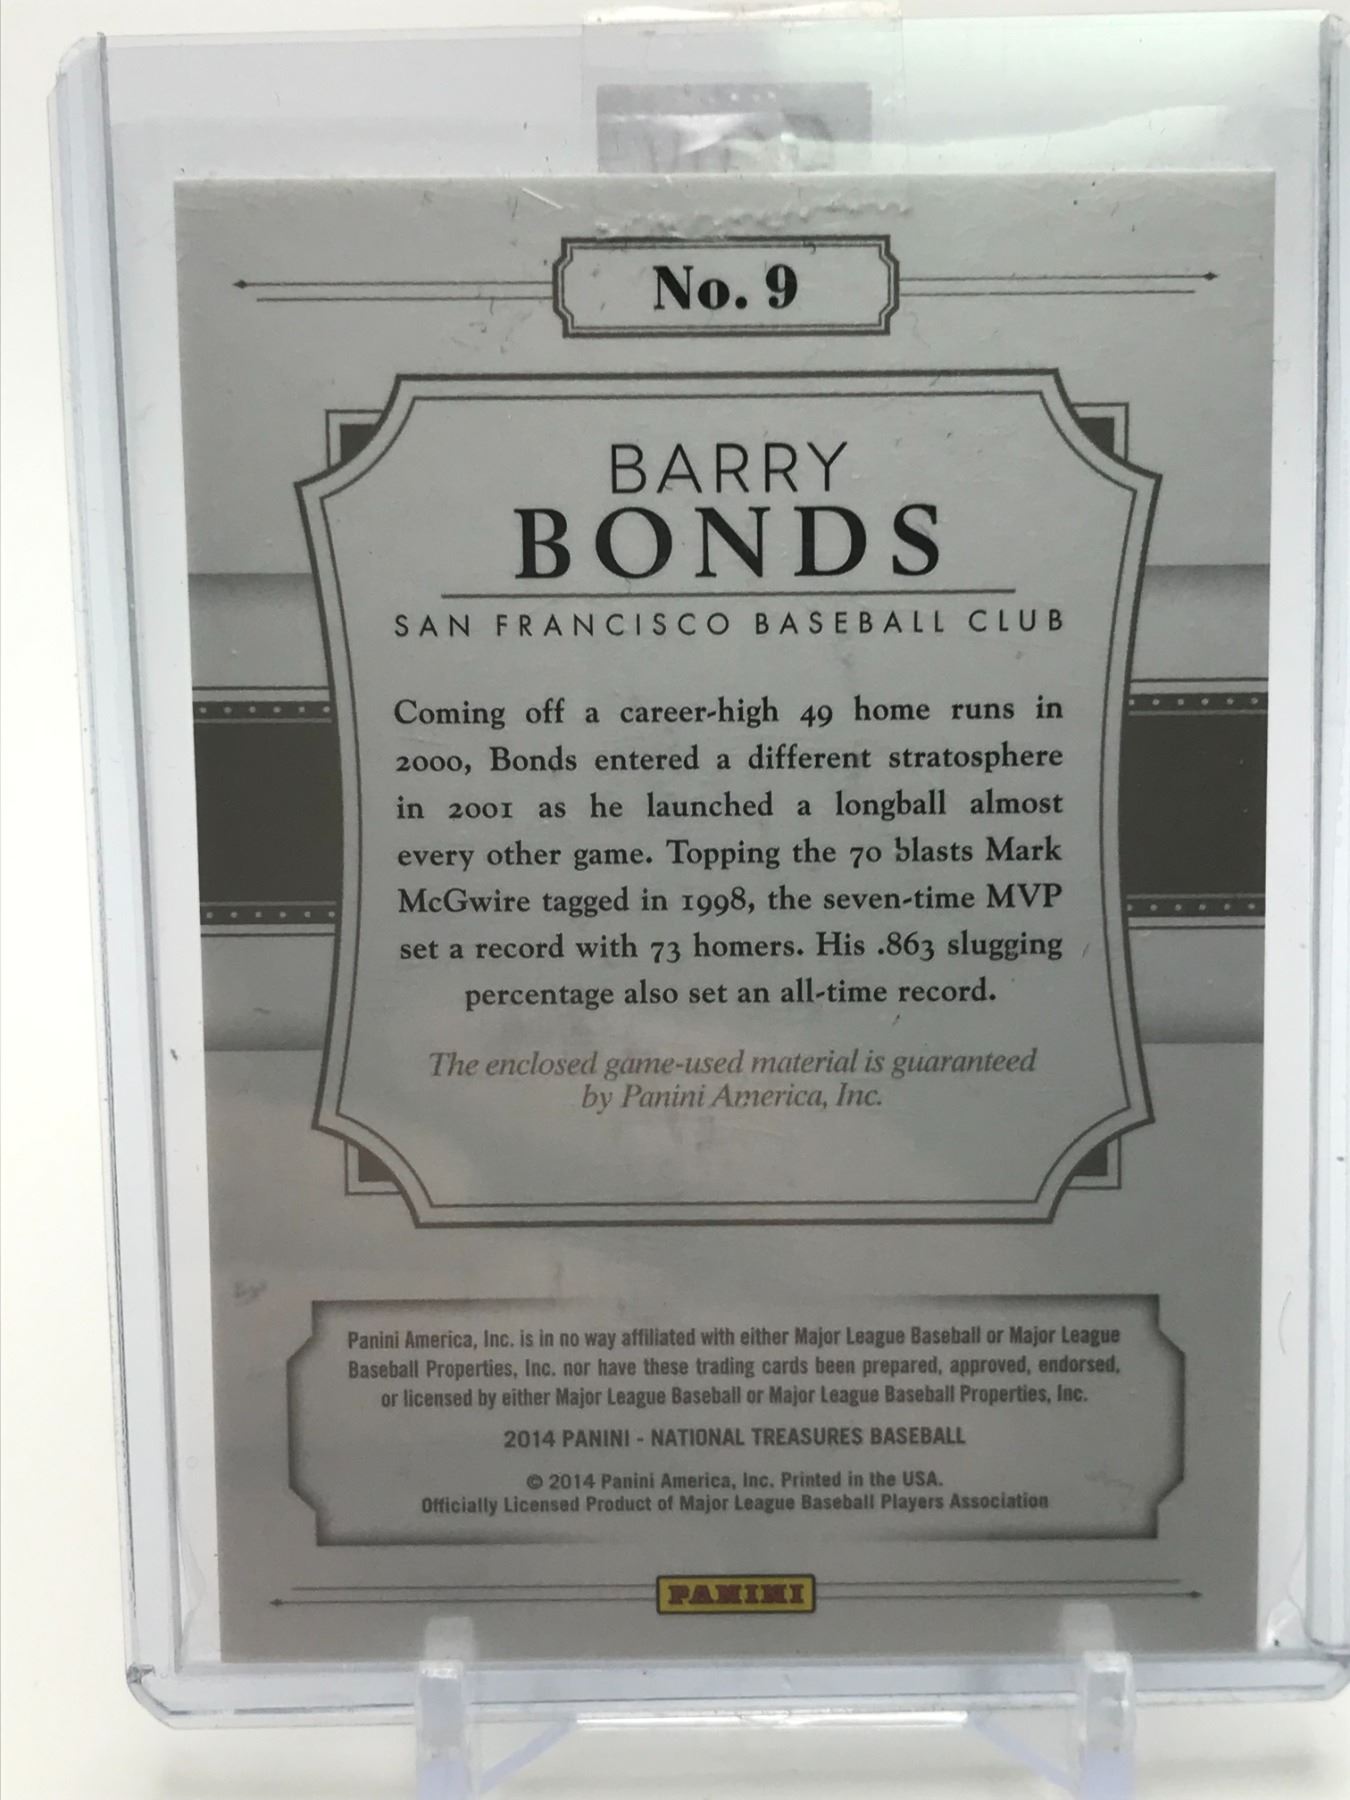 No. 9
BARRY
BONDS
SAN FRANCISCO BASEBALL CLUB
Coming off a career-high 49 home runs in
2000, Bonds entered a different stratosphere
in 2001 as he launched a longball almost
every other game. Topping the 70 blasts Mark
McGwire tagged in 1998, the seven-time MVP
set a record with 73 homers. His .863 slugging
percentage also set an all-time record.
The enclosed game-used material is guaranteed
by Panini America, Inc.
Panini America, Inc. is in no way affiliated with either Major League Baseball or Major League
Baseball Properties, Inc. nor have these trading cards been prepared, approved, endorsed,
or licensed by either Major League Baseball or Major League Baseball Properties, Inc.
2014 PANINI - NATIONAL TREASURES BASEBALL
© 2014 Panini America, Inc. Printed in the USA.
Officially Licensed Product of Major League Baseball Players Association
PANINI